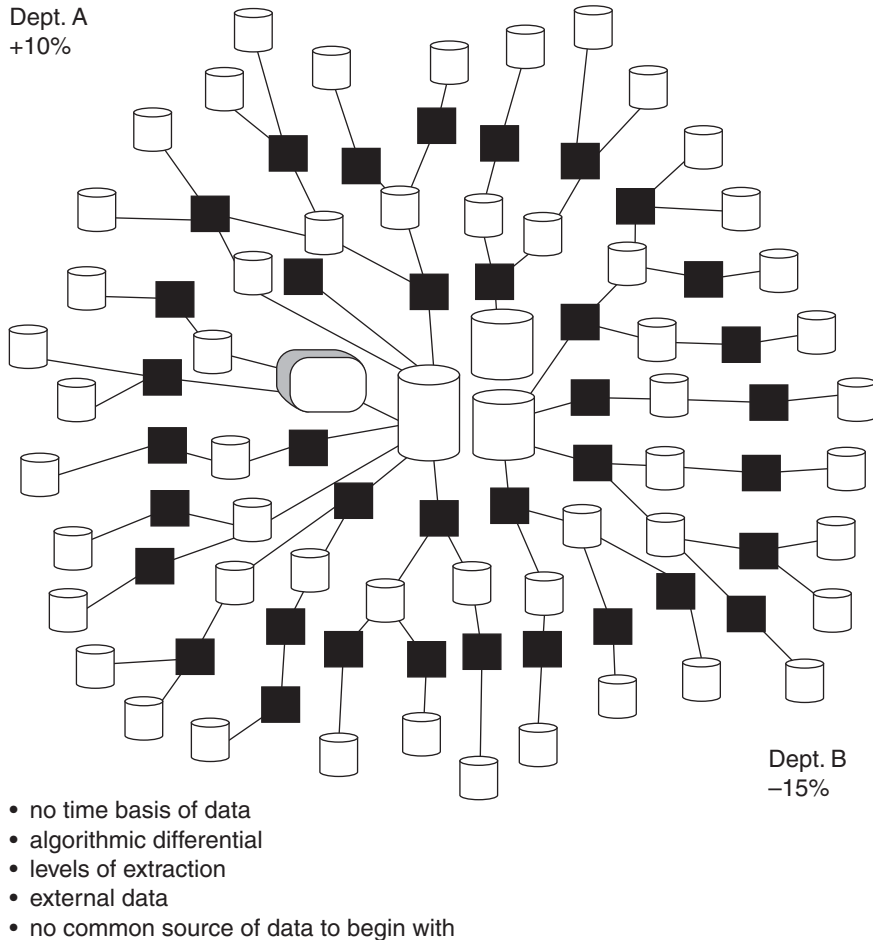 Dept. A
+10%
Dept. B
–15%
• no time basis of data
• algorithmic differential
• levels of extraction
• external data
• no common source of data to begin with